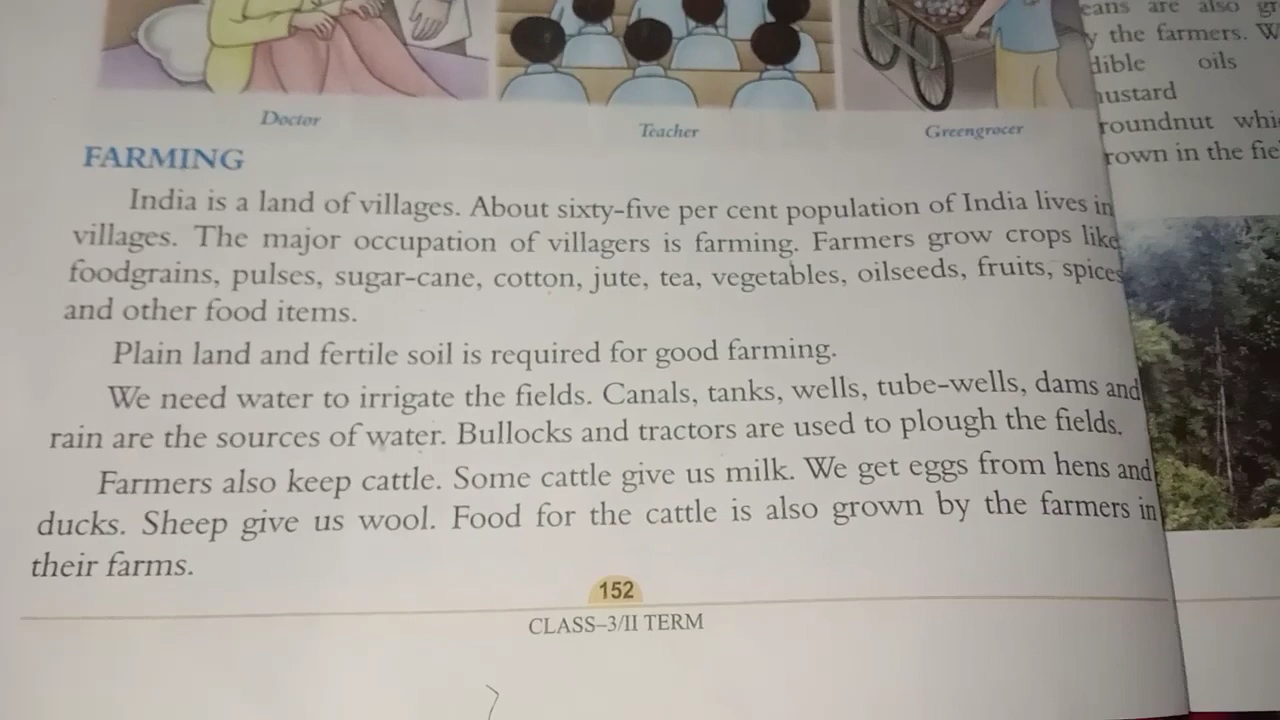 Doctor
Teacher
Greengrocer
FARMING
India is a land of villages. About sixty-five per cent population of India lives in
villages. The major occupation of villagers is farming. Farmers grow crops like
foodgrains, pulses, sugar-cane, cotton, jute, tea, vegetables, oilseeds, fruits, spices
and other food items.
Plain land and fertile soil is required for good farming.
We need water to irrigate the fields. Canals, tanks, wells, tube-wells, dams and
rain are the sources of water. Bullocks and tractors are used to plough the fields.
Farmers also keep cattle. Some cattle give us milk. We get eggs from hens and
ducks. Sheep give us wool. Food for the cattle is also grown by the farmers in
their farms.
152
CLASS–3/II TERM
are also
the farmers.
oils
in the